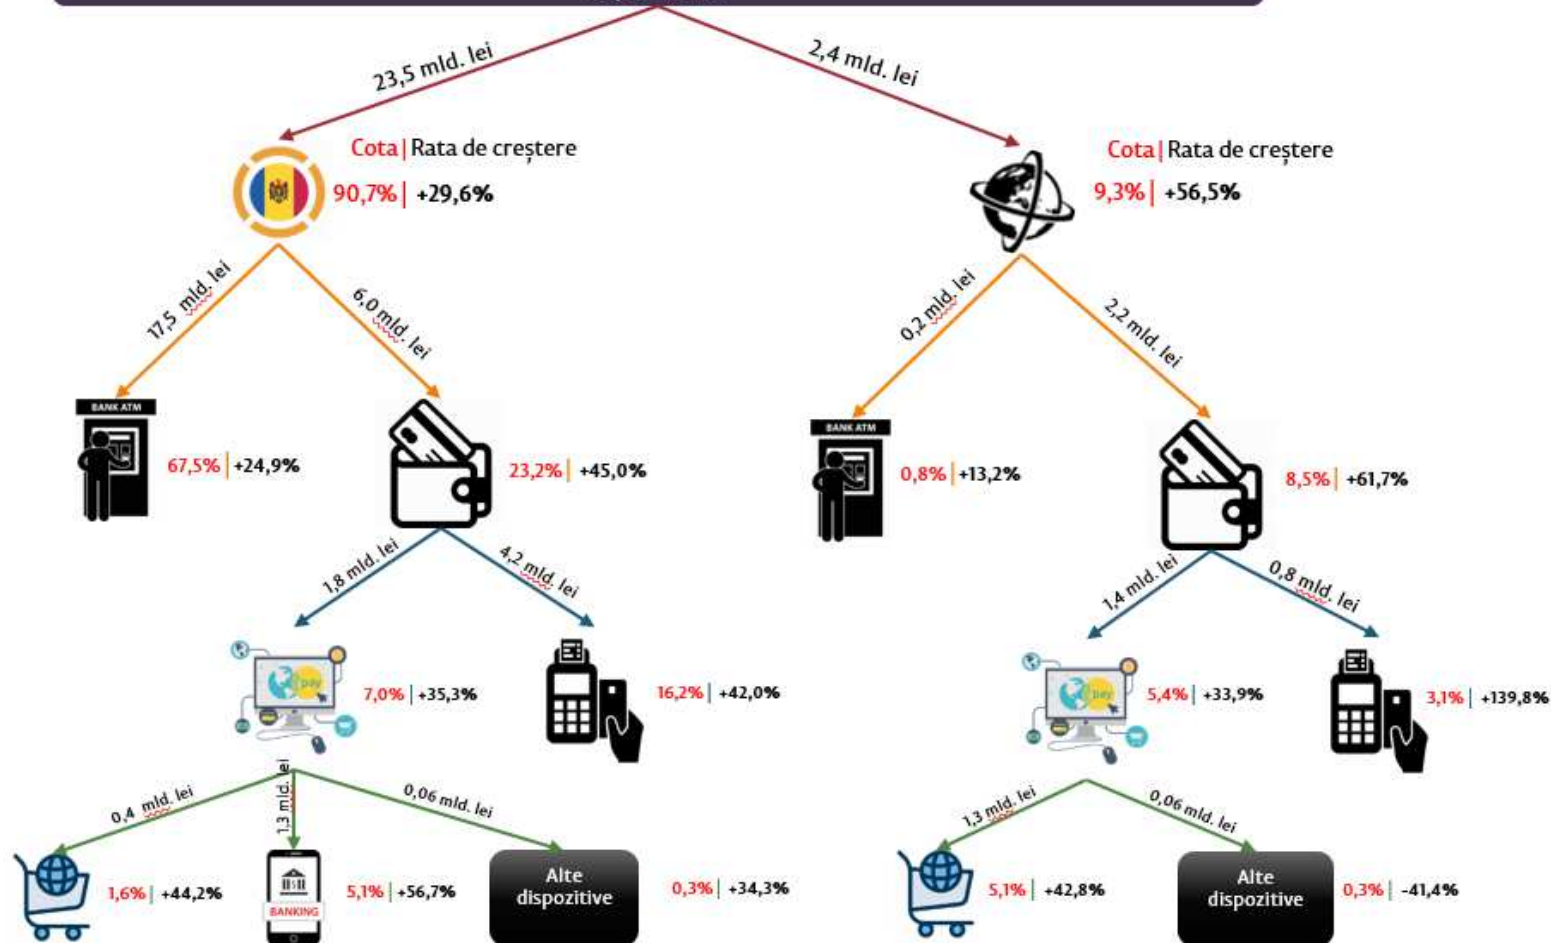 23,5 mld. lei
2,4 mld. lei
Cota| Rata de creștere
90,7%| +29,6%
Cota| Rata de creștere
9,3%| +56,5%
17,5 mld. lei
6,0 mld. lei
0,2 mld. lei
2,2 mld. lei
BANK ATM
67,5%| +24,9%
23,2%| +45,0%
BANK ATM
0,8%| +13,2%
8,5%| +61,7%
1,8 mld. lei
4,2 mld. lei
1,4 mld. lei
0,8 mld. lei
pay
7,0%| +35,3%
16,2%| +42,0%
pay
5,4%| +33,9%
3,1%| +139,8%
0,4 mld. lei
1,3 mld. lei
0,06 mld. lei
1,3 mld. lei
0,06 mld. lei
1,6%| +44,2%
BANKING
5,1%| +56,7%
Alte
dispozitive
0,3%| +34,3%
5,1%| +42,8%
Alte
dispozitive
0,3%| -41,4%